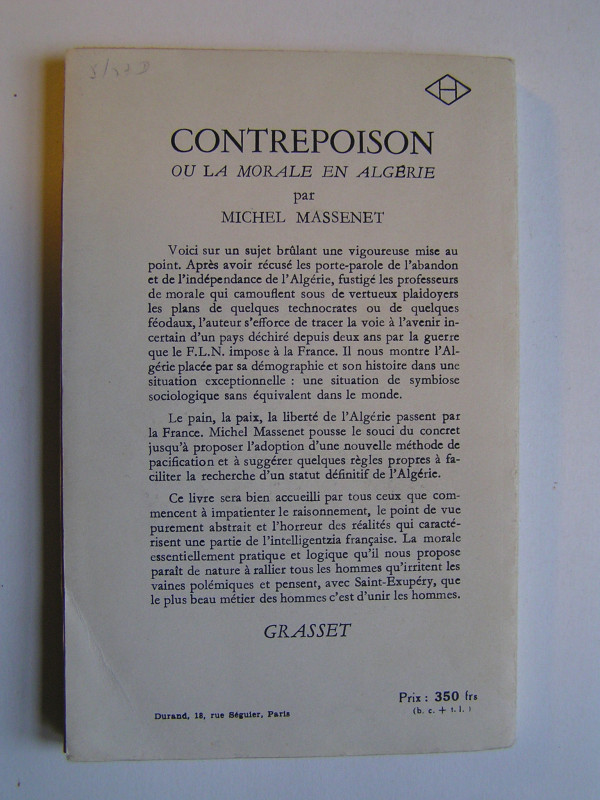 CONTREPOISON
OU LA MORALE EN ALGÉRIE
par
MICHEL MASSENET
Voici sur un sujet brûlant une vigoureuse mise au
point. Après avoir récusé les porte-parole de l'abandon
et de l'indépendance de l'Algérie, fustigé les professeurs
de morale qui camouflent sous de vertueux plaidoyers
les plans de quelques technocrates ou de quelques
féodaux, l'auteur s'efforce de tracer la voie à l'avenir in-
certain d'un pays déchiré depuis deux ans par la guerre
que le F.L.N. impose à la France. Il nous montre l'Al-
gérie placée par sa démographie et son histoire dans une
situation exceptionnelle : une situation de symbiose
sociologique sans équivalent dans le monde.
Le pain, la paix, la liberté de l'Algérie passent par
la France. Michel Massenet pousse le souci du concret
jusqu'à proposer l'adoption d'une nouvelle méthode de
pacification et à suggérer quelques règles propres à fa-
ciliter la recherche d'un statut définitif de l'Algérie.
Ce livre sera bien accueilli par tous ceux que com-
mencent à impatienter le raisonnement, le point de vue
purement abstrait et l'horreur des réalités qui caracté-
risent une partie de l'intelligentzia française. La morale
essentiellement pratique et logique qu'il nous propose
paraît de nature à rallier tous les hommes qu'irritent les
vaines polémiques et pensent, avec Saint-Exupéry, que
le plus beau métier des hommes c'est d'unir les hommes.
GRASSET
Prix : 350 frs
(b. c. + t. l. )
Durand, 18, rue Séguier, Paris